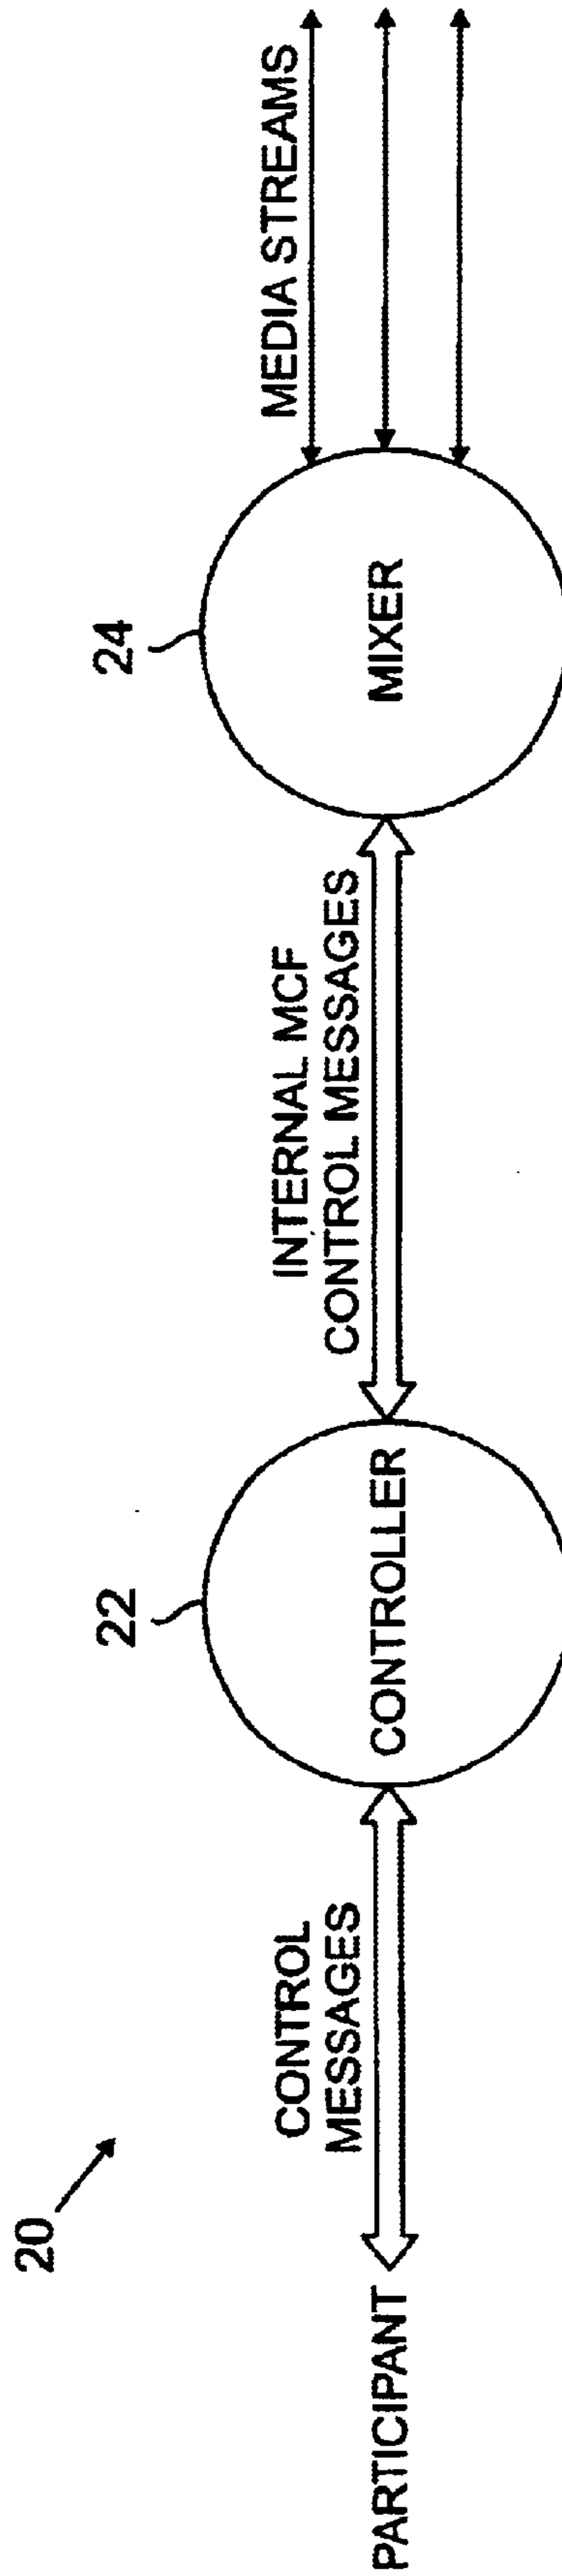 20
PARTICIPANT
CONTROL
MESSAGES
22
CONTROLLER
INTERNAL MCF
CONTROL MESSAGES
24
MIXER
MEDIA STREAMS